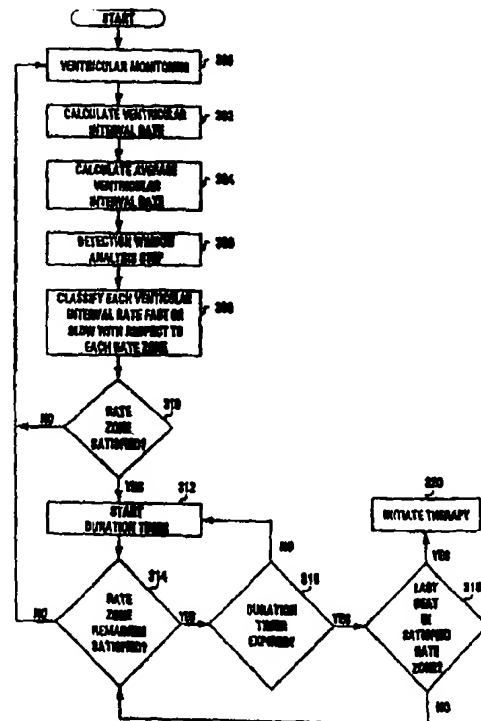 START
VENTRICULAR MONITORING
CALCULATE VENTRICULAR
INTERVAL RATE
302
CALCULATE AVERAGE
VENTRICULAR
INTERVAL RATE
304
DETECTION WINDOW
ANALYSIS STEP
CLASSIFY EACH VENTRICULAR
INTERVAL RATE FAST OR
SLOW WITH RESPECT TO
EACH RATE ZONE
RATE
ZONE
SATISFIED?
310
NO
YES
START
DURATION TIMER
312
RATE
ZONE
REMAINS
SATISFIED?
314
NO
YES
DURATION
TIMER
EXPIRED?
316
NO
YES
LAST
BEAT
IN
SATISFIED
RATE
ZONE?
318
YES
NO
INITIATE THERAPY
320